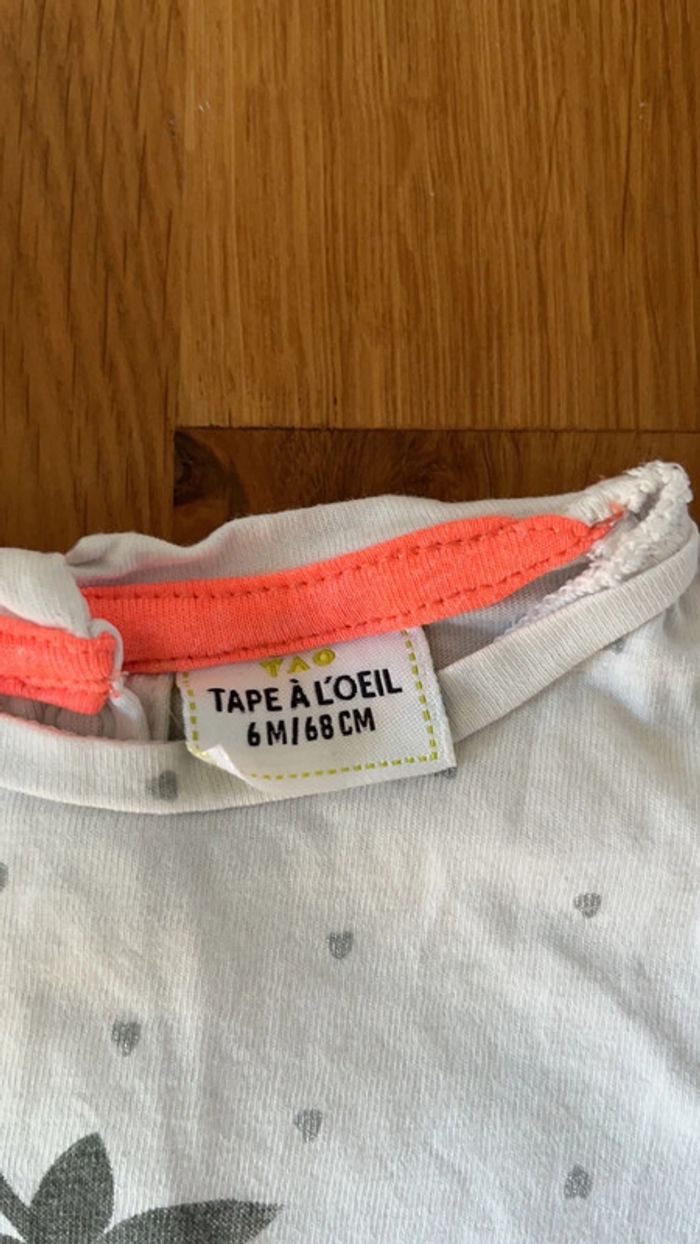 TAO
TAPE À L'OEIL
6M/68CM